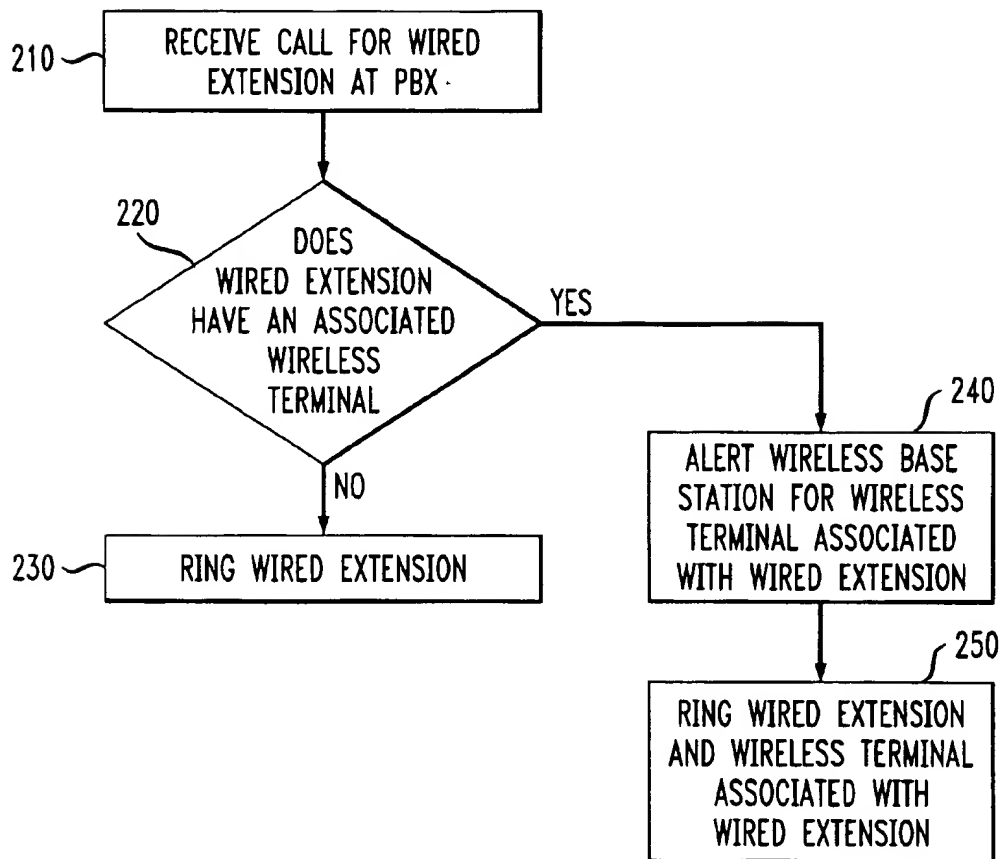 210
RECEIVE CALL FOR WIRED
EXTENSION AT PBX
220
DOES
WIRED EXTENSION
HAVE AN ASSOCIATED
WIRELESS
TERMINAL
YES
NO
230
RING WIRED EXTENSION
240
ALERT WIRELESS BASE
STATION FOR WIRELESS
TERMINAL ASSOCIATED
WITH WIRED EXTENSION
250
RING WIRED EXTENSION
AND WIRELESS TERMINAL
ASSOCIATED WITH
WIRED EXTENSION